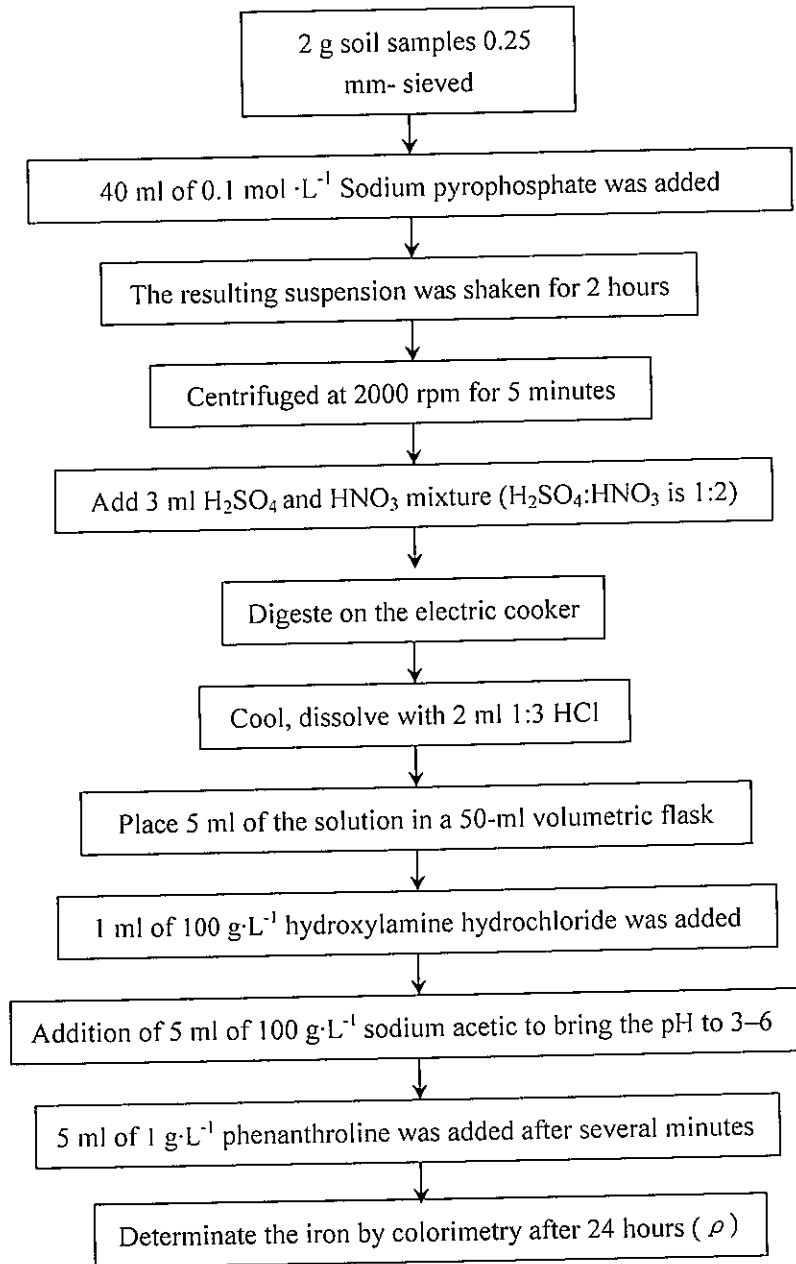 2 g soil samples 0.25
mm- sieved
40 ml of 0.1 mol ·L⁻¹ Sodium pyrophosphate was added
The resulting suspension was shaken for 2 hours
Centrifuged at 2000 rpm for 5 minutes
Add 3 ml H₂SO₄ and HNO₃ mixture (H₂SO₄:HNO₃ is 1:2)
Digeste on the electric cooker
Cool, dissolve with 2 ml 1:3 HCl
Place 5 ml of the solution in a 50-ml volumetric flask
1 ml of 100 g·L⁻¹ hydroxylamine hydrochloride was added
Addition of 5 ml of 100 g·L⁻¹ sodium acetic to bring the pH to 3–6
5 ml of 1 g·L⁻¹ phenanthroline was added after several minutes
Determinate the iron by colorimetry after 24 hours ( ρ )